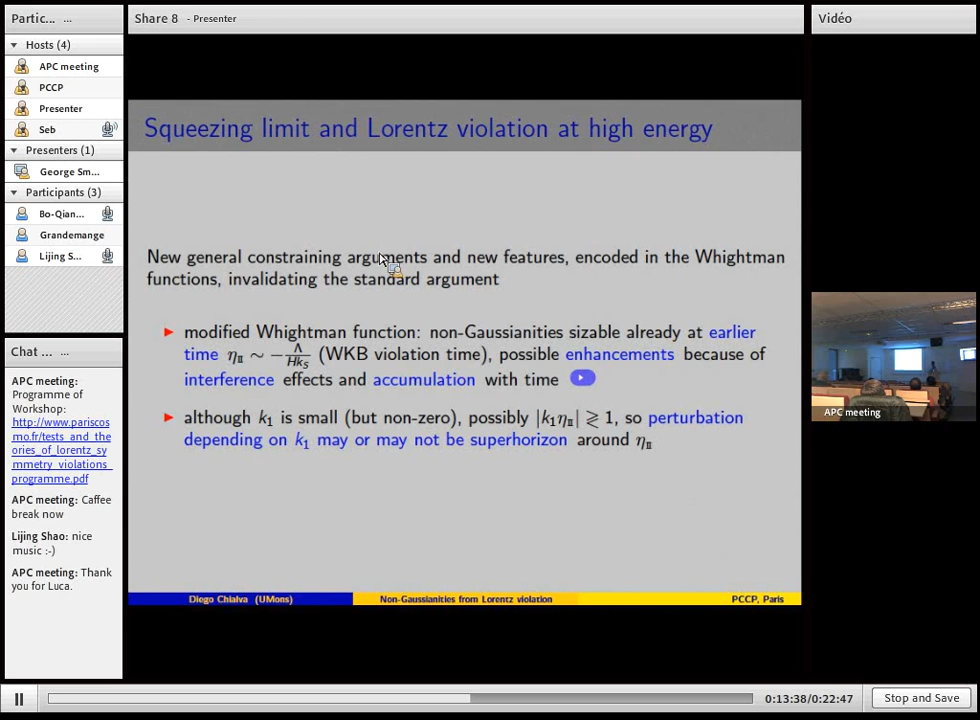 Partic... ...
Hosts (4)
APC meeting
PCCP
Presenter
Seb
Presenters (1)
George Sm...
Participants (3)
Bo-Qian...
Grandemange
Lijing S...
Chat ... ...
APC meeting:
Programme of
Workshop:
http://www.pariscos
mo.fr/tests_and_the
ories_of_lorentz_sy
mmetry_violations_
programme.pdf
APC meeting: Caffee
break now
Lijing Shao: nice
music :-)
APC meeting: Thank
you for Luca.
Share 8 - Presenter
Squeezing limit and Lorentz violation at high energy
New general constraining arguments and new features, encoded in the Whightman
functions, invalidating the standard argument
► modified Whightman function: non-Gaussianities sizable already at earlier
time η_II ∼ −Λ/(Hk_S) (WKB violation time), possible enhancements because of
interference effects and accumulation with time
► although k₁ is small (but non-zero), possibly |k₁η_II| ≷ 1, so perturbation
depending on k₁ may or may not be superhorizon around η_II
Diego Chialva (UMons) Non-Gaussianities from Lorentz violation PCCP, Paris
Vidéo
APC meeting
0:13:38/0:22:47
Stop and Save